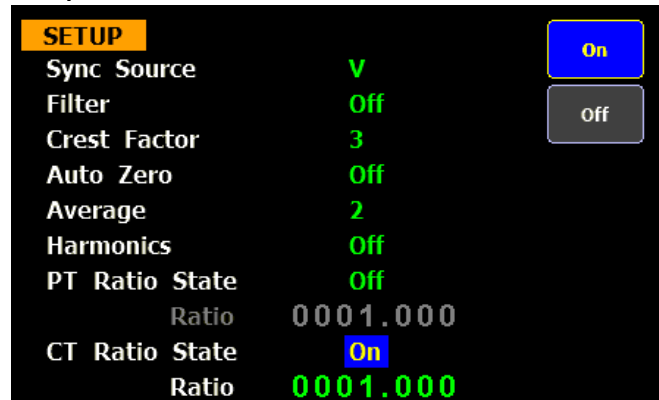 SETUP
Sync Source V
Filter Off
Crest Factor 3
Auto Zero Off
Average 2
Harmonics Off
PT Ratio State Off
Ratio 0001.000
CT Ratio State On
Ratio 0001.000
On
Off